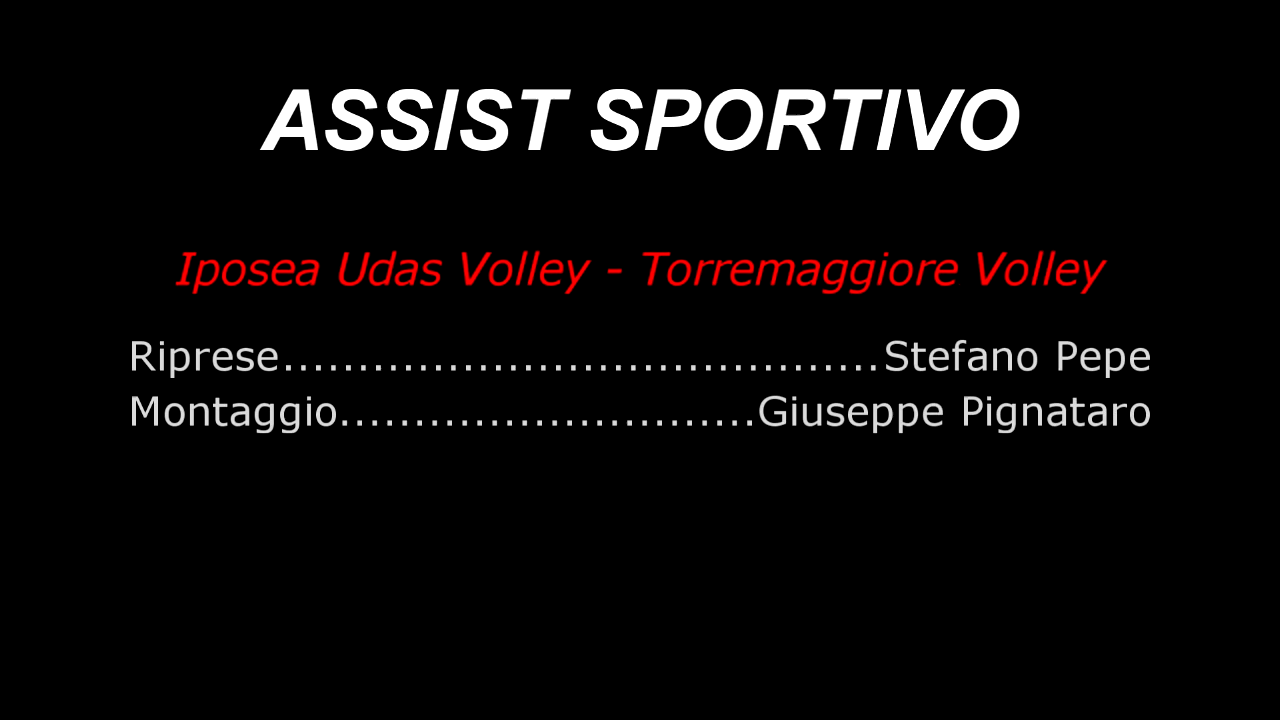 ASSIST SPORTIVO
Iposea Udas Volley - Torremaggiore Volley
Riprese........................................Stefano Pepe
Montaggio............................Giuseppe Pignataro